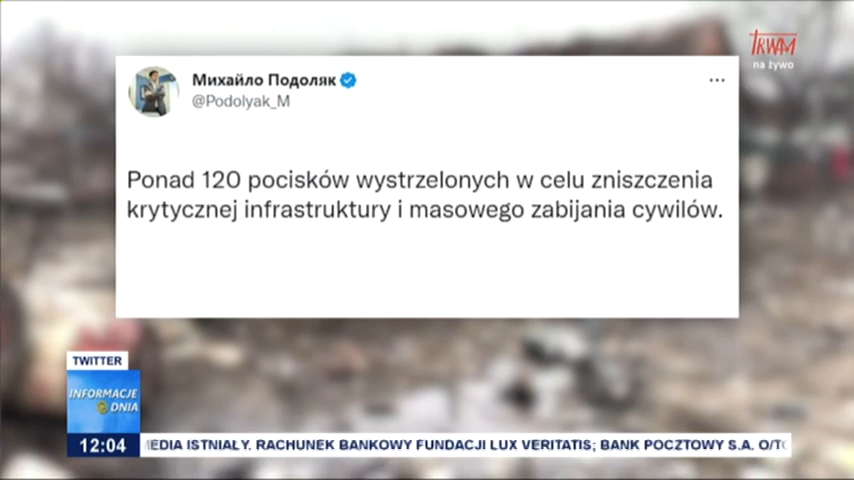 TRWAM
na żywo
Михайло Подоляк
@Podolyak_M
Ponad 120 pocisków wystrzelonych w celu zniszczenia
krytycznej infrastruktury i masowego zabijania cywilów.
TWITTER
INFORMACJE
DNIA
12:04
EDIA ISTNIAŁY. RACHUNEK BANKOWY FUNDACJI LUX VERITATIS; BANK POCZTOWY S.A. O/T